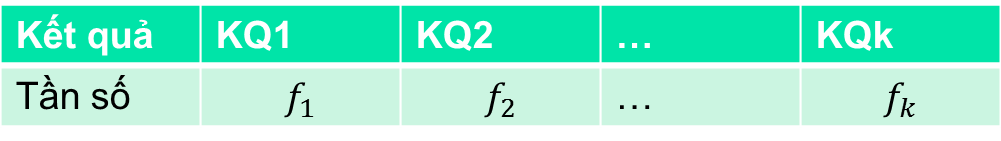 Kết quả KQ1 KQ2 ... KQk
Tần số f₁ f₂ ... fₖ